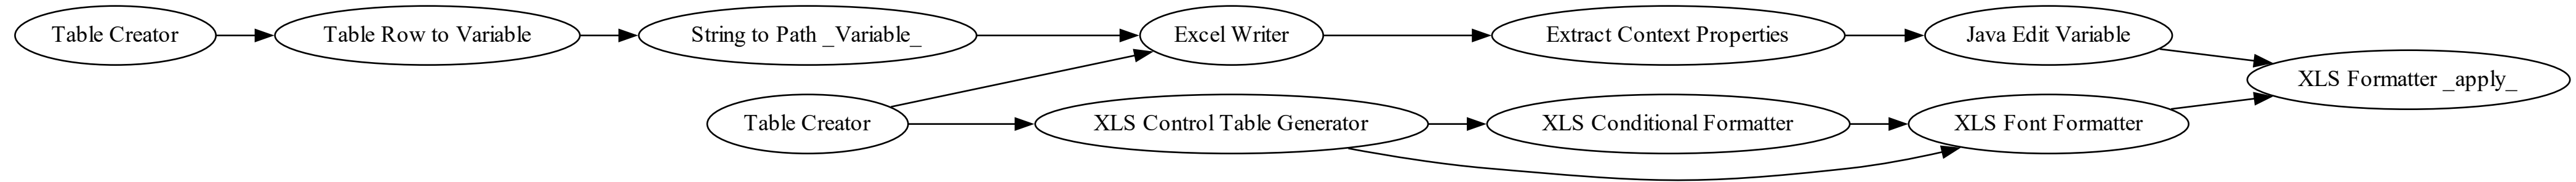 Table Creator
Table Row to Variable
String to Path _Variable_
Excel Writer
Extract Context Properties
Java Edit Variable
XLS Formatter _apply_
Table Creator
XLS Control Table Generator
XLS Conditional Formatter
XLS Font Formatter